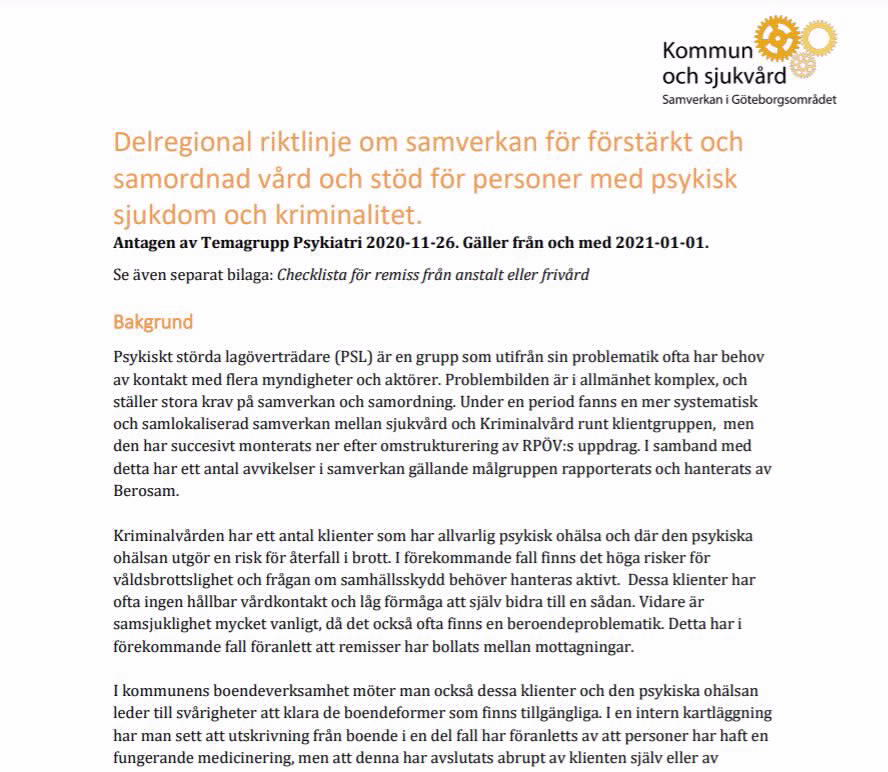 Kommun
och sjukvård
Samverkan i Göteborgsområdet
Delregional riktlinje om samverkan för förstärkt och
samordnad vård och stöd för personer med psykisk
sjukdom och kriminalitet.
Antagen av Temagrupp Psykiatri 2020-11-26. Gäller från och med 2021-01-01.
Se även separat bilaga: Checklista för remiss från anstalt eller frivård
Bakgrund
Psykiskt störda lagöverträdare (PSL) är en grupp som utifrån sin problematik ofta har behov
av kontakt med flera myndigheter och aktörer. Problembilden är i allmänhet komplex, och
ställer stora krav på samverkan och samordning. Under en period fanns en mer systematisk
och samlokaliserad samverkan mellan sjukvård och Kriminalvård runt klientgruppen,  men
den har succesivt monterats ner efter omstrukturering av RPÖV:s uppdrag. I samband med
detta har ett antal avvikelser i samverkan gällande målgruppen rapporterats och hanterats av
Berosam.
Kriminalvården har ett antal klienter som har allvarlig psykisk ohälsa och där den psykiska
ohälsan utgör en risk för återfall i brott. I förekommande fall finns det höga risker för
våldsbrottslighet och frågan om samhällsskydd behöver hanteras aktivt.  Dessa klienter har
ofta ingen hållbar vårdkontakt och låg förmåga att själv bidra till en sådan. Vidare är
samsjuklighet mycket vanligt, då det också ofta finns en beroendeproblematik. Detta har i
förekommande fall föranlett att remisser har bollats mellan mottagningar.
I kommunens boendeverksamhet möter man också dessa klienter och den psykiska ohälsan
leder till svårigheter att klara de boendeformer som finns tillgängliga. I en intern kartläggning
har man sett att utskrivning från boende i en del fall har föranletts av att personer har haft en
fungerande medicinering, men att denna har avslutats abrupt av klienten själv eller av